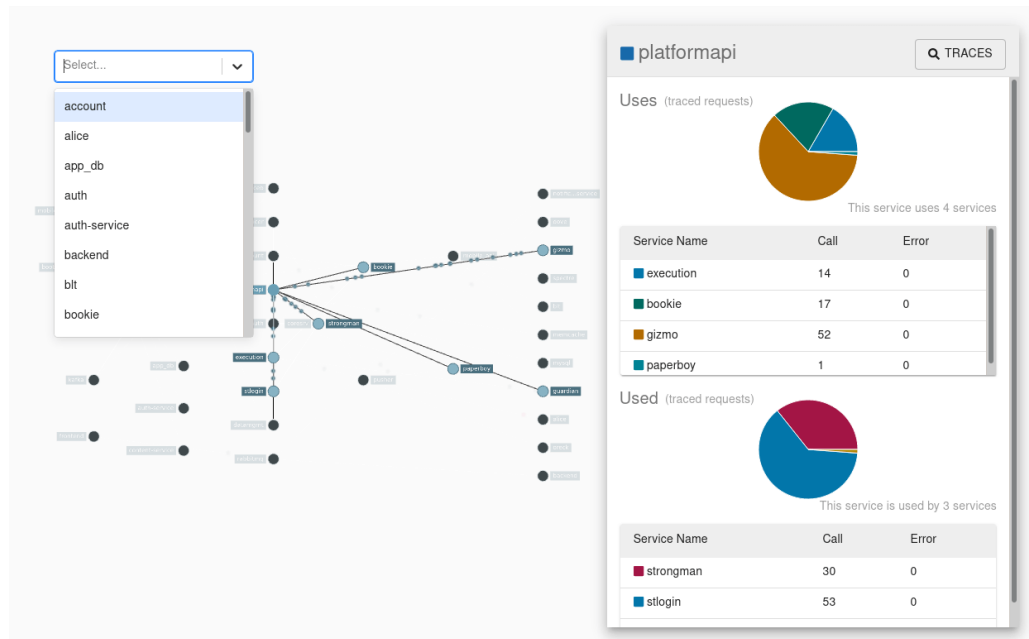 Select...
account
alice
app_db
auth
auth-service
backend
blt
bookie
gizmo
bookie
strongman
execution
paperboy
stlogin
guardian
platformapi
TRACES
Uses (traced requests)
This service uses 4 services
Service Name Call Error
execution 14 0
bookie 17 0
gizmo 52 0
paperboy 1 0
Used (traced requests)
This service is used by 3 services
Service Name Call Error
strongman 30 0
stlogin 53 0